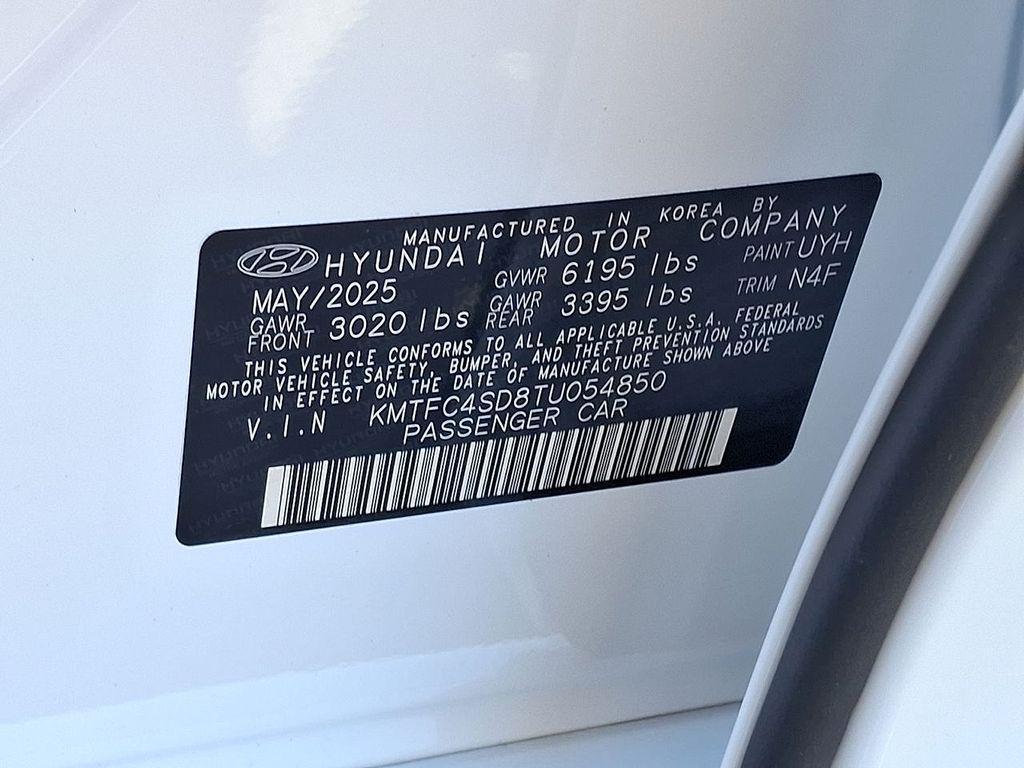 MANUFACTURED IN KOREA BY
HYUNDAI MOTOR COMPANY
MAY/2025 GVWR 6195 lbs PAINT UYH
GAWR FRONT 3020 lbs GAWR REAR 3395 lbs TRIM N4F
THIS VEHICLE CONFORMS TO ALL APPLICABLE U.S.A. FEDERAL
MOTOR VEHICLE SAFETY, BUMPER, AND THEFT PREVENTION STANDARDS
IN EFFECT ON THE DATE OF MANUFACTURE SHOWN ABOVE
V.I.N KMTFC4SD8TU054850
PASSENGER CAR